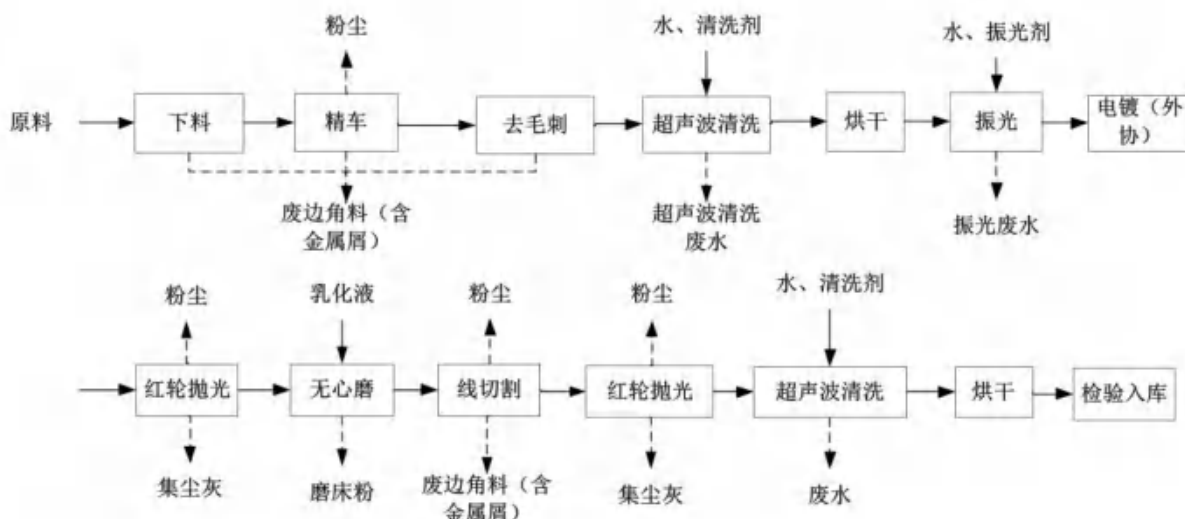 粉尘
水、清洗剂
水、振光剂
原料
下料
精车
去毛刺
超声波清洗
烘干
振光
电镀（外
协）
废边角料（含
金属屑）
超声波清洗
废水
振光废水
粉尘
乳化液
粉尘
粉尘
水、清洗剂
红轮抛光
无心磨
线切割
红轮抛光
超声波清洗
烘干
检验入库
集尘灰
磨床粉
废边角料（含
金属屑）
集尘灰
废水